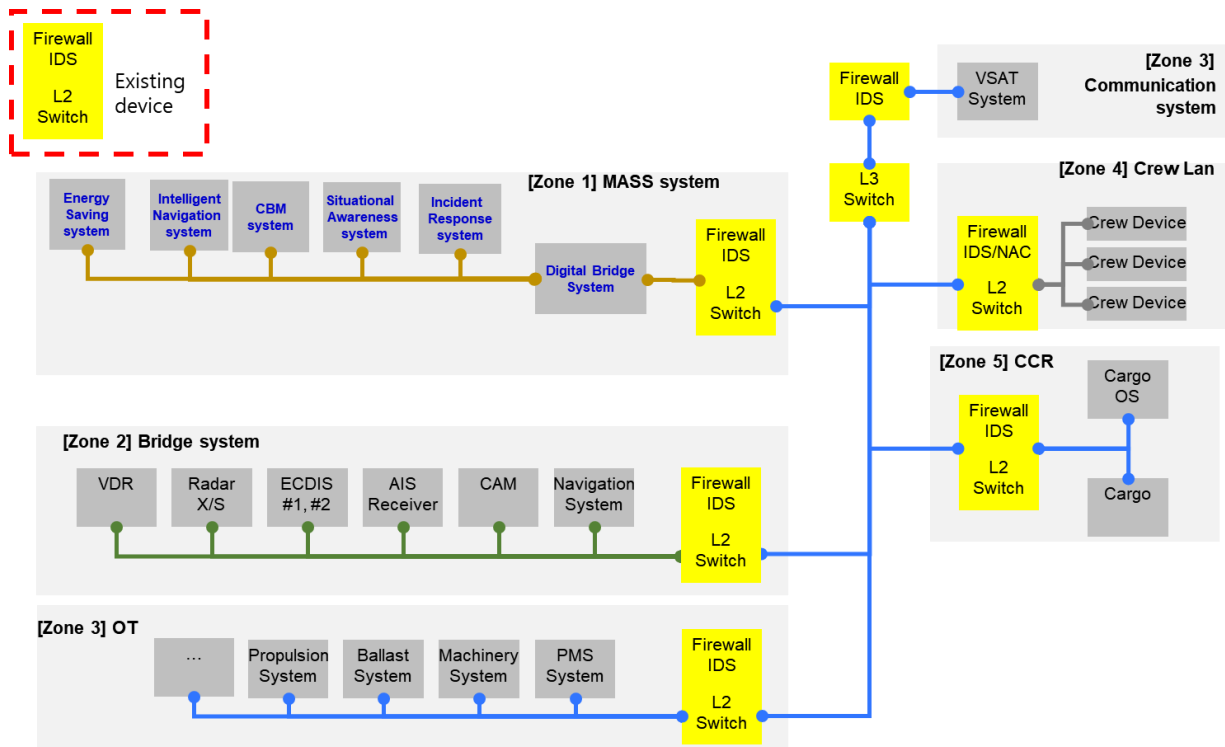 Firewall
IDS
L2
Switch
Existing
device
[Zone 3]
Communication
system
VSAT
System
Firewall
IDS
L3
Switch
[Zone 1] MASS system
Energy
Saving
system
Intelligent
Navigation
system
CBM
system
Situational
Awareness
system
Incident
Response
system
Digital Bridge
System
Firewall
IDS
L2
Switch
[Zone 4] Crew Lan
Firewall
IDS/NAC
L2
Switch
Crew Device
Crew Device
Crew Device
[Zone 5] CCR
Firewall
IDS
L2
Switch
Cargo
OS
Cargo
[Zone 2] Bridge system
VDR
Radar
X/S
ECDIS
#1, #2
AIS
Receiver
CAM
Navigation
System
Firewall
IDS
L2
Switch
[Zone 3] OT
...
Propulsion
System
Ballast
System
Machinery
System
PMS
System
Firewall
IDS
L2
Switch